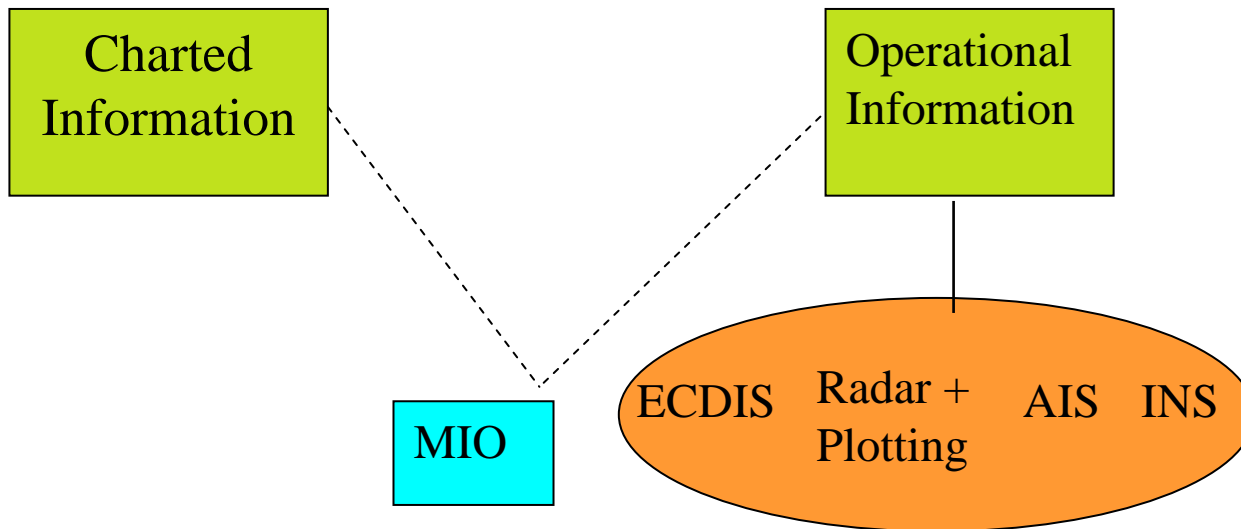 Charted
Information
Operational
Information
MIO
ECDIS
Radar +
Plotting
AIS
INS